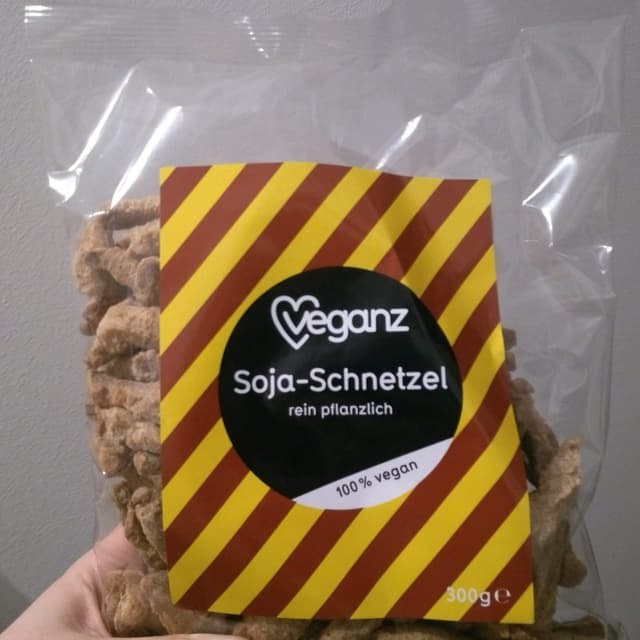 Veganz
Soja-Schnetzel
rein pflanzlich
100% vegan
300g ℮